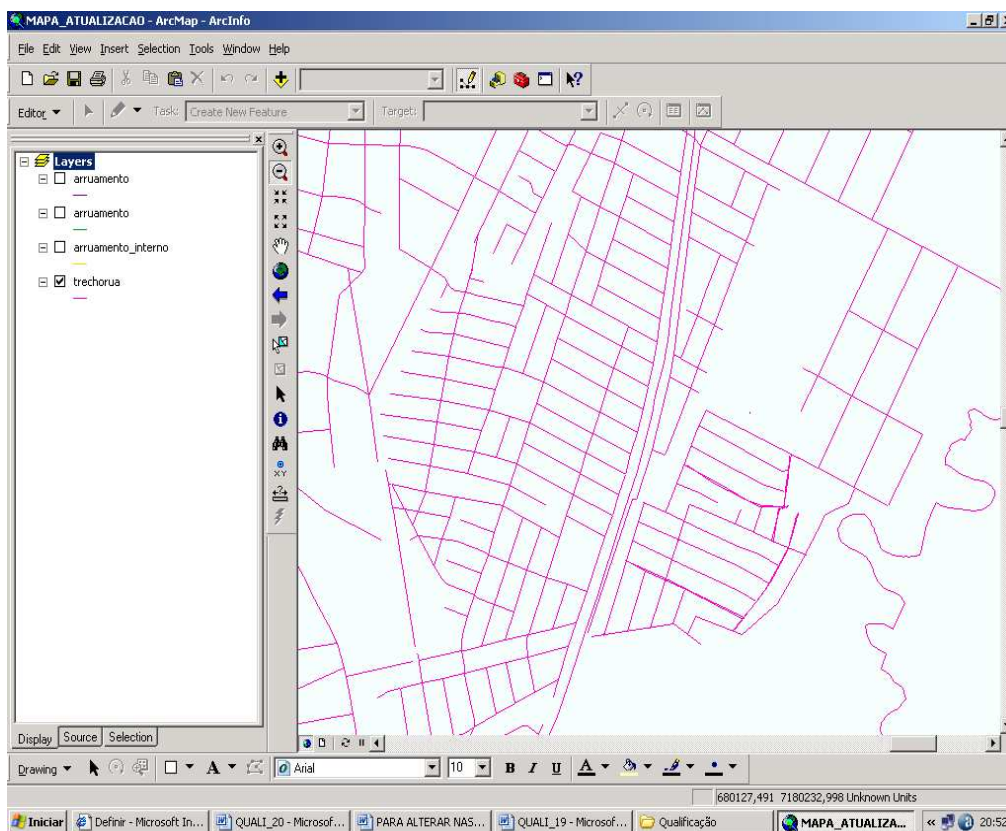 MAPA_ATUALIZACAO - ArcMap - ArcInfo
File Edit View Insert Selection Tools Window Help
Editor Task: Create New Feature Target:
Layers
arruamento
arruamento
arruamento_interno
trechorua
Display Source Selection
Drawing A Arial 10 B I U A
680127,491 7180232,998 Unknown Units
Iniciar Definir - Microsoft In... QUALI_20 - Microsof... PARA ALTERAR NAS... QUALI_19 - Microsof... Qualificação MAPA_ATUALIZA... « 20:52